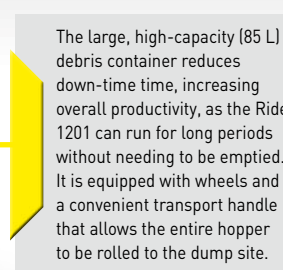 The large, high-capacity (85 L)
debris container reduces
down-time time, increasing
overall productivity, as the Ride
1201 can run for long periods
without needing to be emptied.
It is equipped with wheels and
a convenient transport handle
that allows the entire hopper
to be rolled to the dump site.